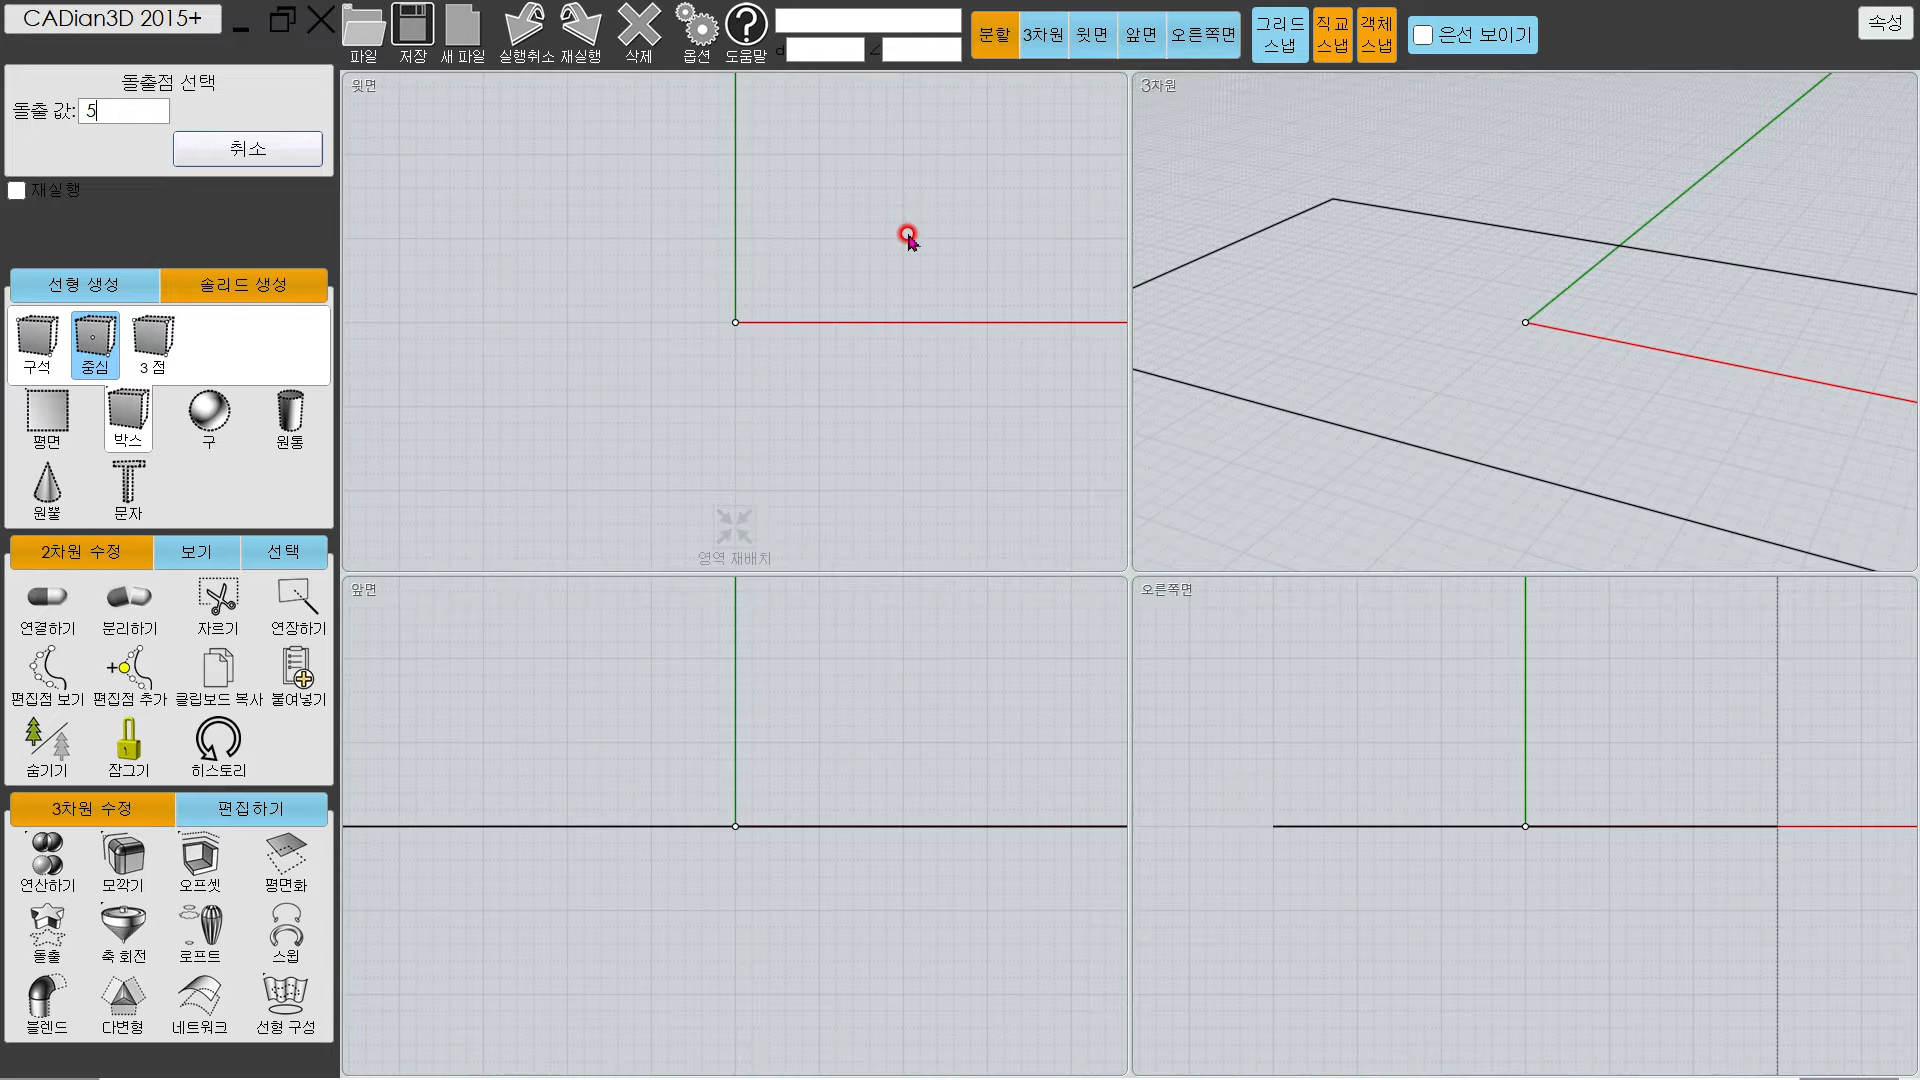 CADian3D 2015+
파일
저장
새 파일
실행취소
재실행
삭제
옵션
도움말
d
∠
분할
3차원
윗면
앞면
오른쪽면
그리드
스냅
직교
스냅
객체
스냅
은선 보이기
속성
돌출점 선택
돌출 값: 5
취소
재실행
선형 생성
솔리드 생성
구석
중심
3 점
평면
박스
구
원통
원뿔
문자
2차원 수정
보기
선택
연결하기
분리하기
자르기
연장하기
편집점 보기
편집점 추가
클립보드 복사
붙여넣기
숨기기
잠그기
히스토리
3차원 수정
편집하기
연산하기
모깍기
오프셋
평면화
돌출
축 회전
로프트
스윕
블렌드
다변형
네트워크
선형 구성
윗면
영역 재배치
3차원
앞면
오른쪽면